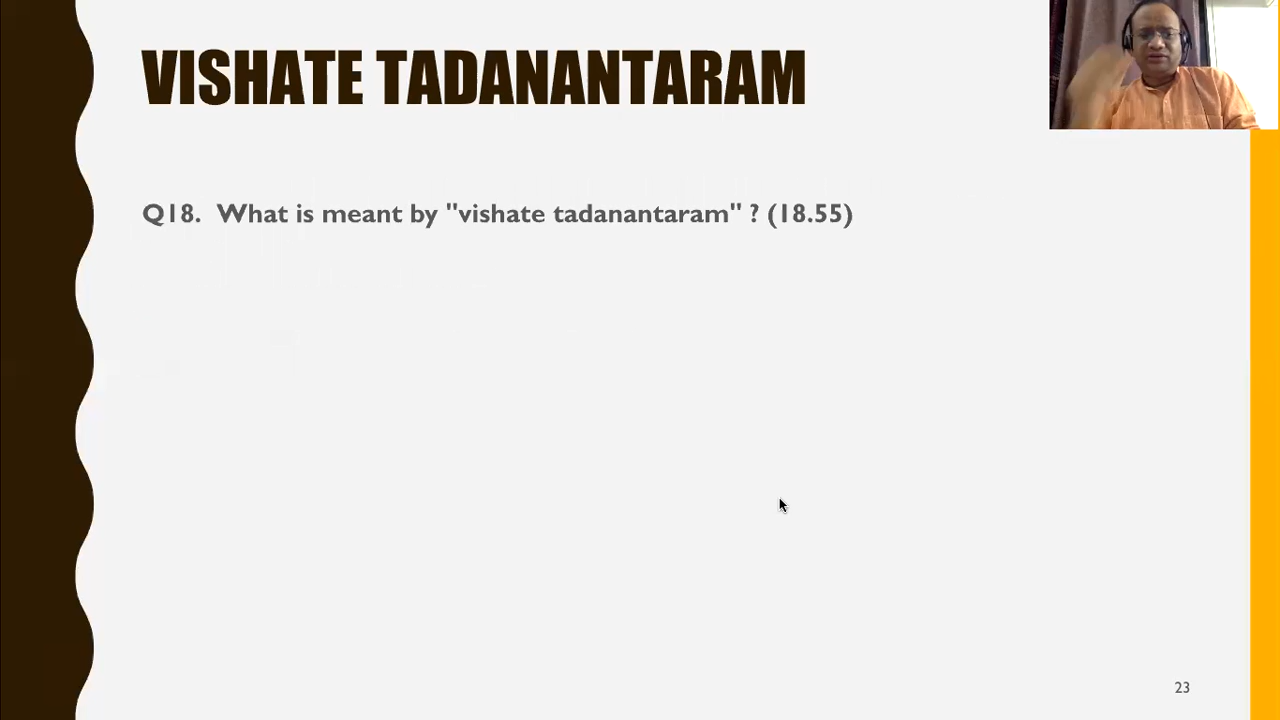 VISHATE TADANANTARAM
Q18. What is meant by "vishate tadanantaram" ? (18.55)
23